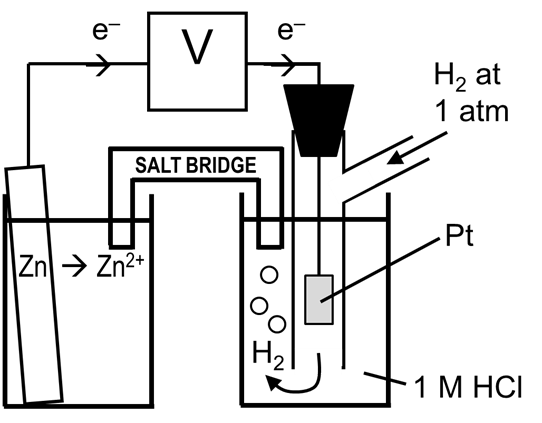 e⁻
V
e⁻
H₂ at
1 atm
SALT BRIDGE
Pt
Zn → Zn²⁺
H₂
1 M HCl